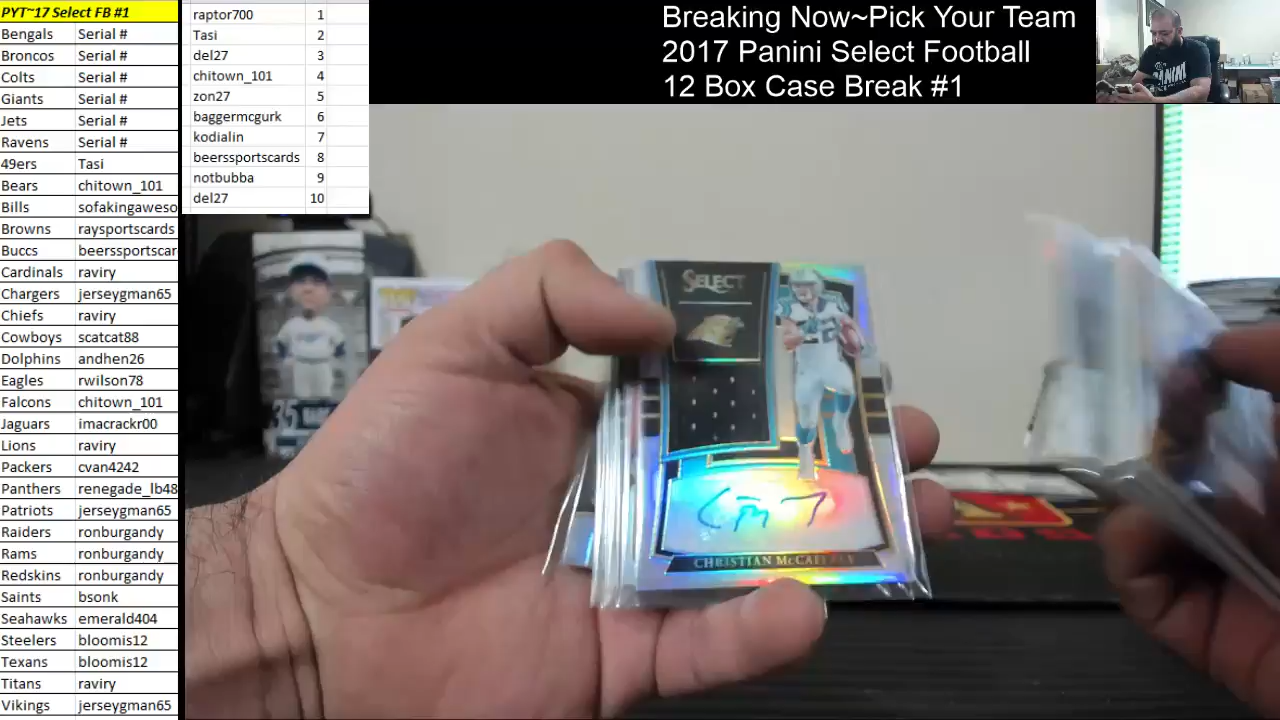 PYT~17 Select FB #1
Bengals Serial #
Broncos Serial #
Colts Serial #
Giants Serial #
Jets Serial #
Ravens Serial #
49ers Tasi
Bears chitown_101
Bills sofakingaweso
Browns raysportscards
Buccs beerssportscar
Cardinals raviry
Chargers jerseygman65
Chiefs raviry
Cowboys scatcat88
Dolphins andhen26
Eagles rwilson78
Falcons chitown_101
Jaguars imacrackr00
Lions raviry
Packers cvan4242
Panthers renegade_lb48
Patriots jerseygman65
Raiders ronburgandy
Rams ronburgandy
Redskins ronburgandy
Saints bsonk
Seahawks emerald404
Steelers bloomis12
Texans bloomis12
Titans raviry
Vikings jerseygman65
raptor700 1
Tasi 2
del27 3
chitown_101 4
zon27 5
baggermcgurk 6
kodialin 7
beerssportscards 8
notbubba 9
del27 10
Breaking Now~Pick Your Team
2017 Panini Select Football
12 Box Case Break #1
PANINI
SELECT
CHRISTIAN McCAFFREY
35